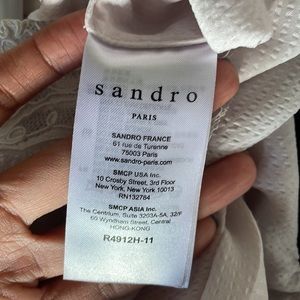 sandro
PARIS
SANDRO FRANCE
61 rue de Turenne
75003 Paris
www.sandro-paris.com
SMCP USA Inc.
10 Crosby Street, 3rd Floor
New York, New York 10013
RN132784
SMCP ASIA Inc.
The Centrium, Suite 3203A-5A, 32/F
60 Wyndham Street, Central
HONG-KONG
R4912H-11